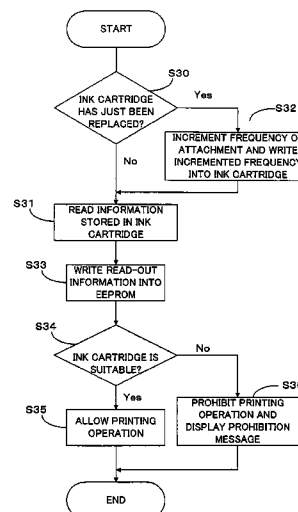 START
S30
INK CARTRIDGE
HAS JUST BEEN
REPLACED?
Yes
No
S32
INCREMENT FREQUENCY O
ATTACHMENT AND WRITE
INCREMENTED FREQUENCY
INTO INK CARTRIDGE
S31
READ INFORMATION
STORED IN INK
CARTRIDGE
S33
WRITE READ-OUT
INFORMATION INTO
EEPROM
S34
INK CARTRIDGE IS
SUITABLE?
No
Yes
S35
ALLOW PRINTING
OPERATION
PROHIBIT PRINTING
OPERATION AND
DISPLAY PROHIBITION
MESSAGE
END